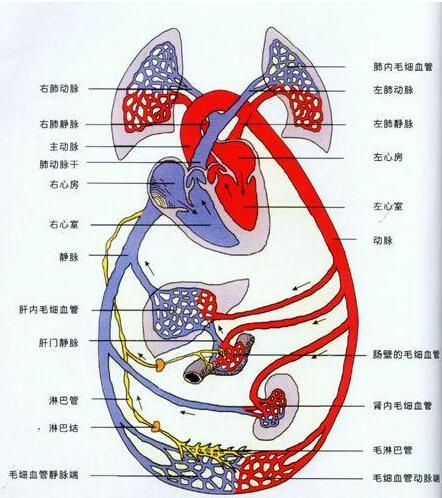 肺内毛细血管
右肺动脉
左肺动脉
右肺静脉
左肺静脉
主动脉
肺动脉干
左心房
右心房
左心室
右心室
动脉
静脉
肝内毛细血管
肝门静脉
肠壁的毛细血管
淋巴管
肾内毛细血管
淋巴结
毛淋巴管
毛细血管静脉端
毛细血管动脉端